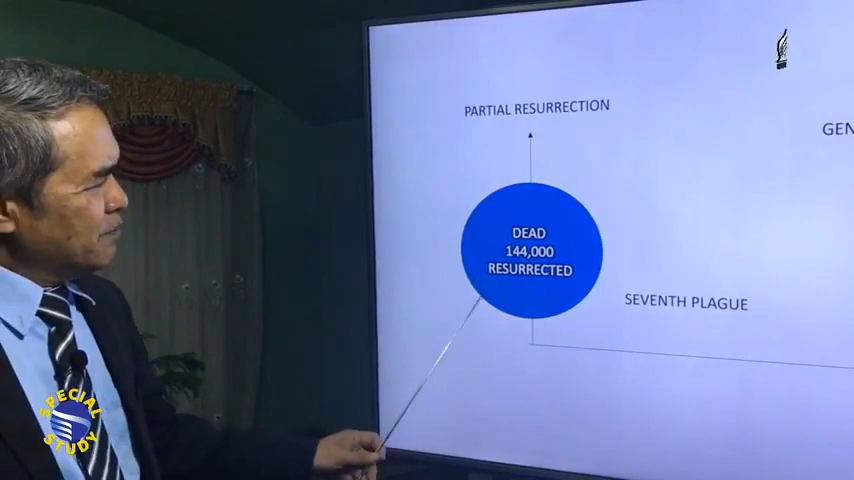 PARTIAL RESURRECTION
GEN
DEAD
144,000
RESURRECTED
SEVENTH PLAGUE
SPECIAL
STUDY